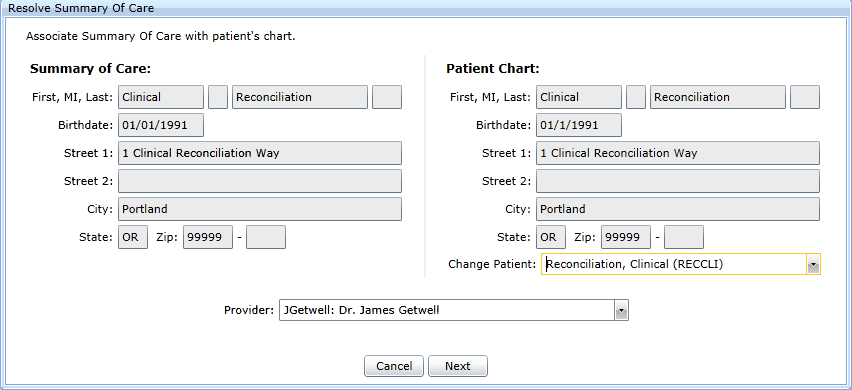 Resolve Summary Of Care
Associate Summary Of Care with patient's chart.
Summary of Care:
First, MI, Last: Clinical Reconciliation
Birthdate: 01/01/1991
Street 1: 1 Clinical Reconciliation Way
Street 2:
City: Portland
State: OR Zip: 99999 -
Patient Chart:
First, MI, Last: Clinical Reconciliation
Birthdate: 01/1/1991
Street 1: 1 Clinical Reconciliation Way
Street 2:
City: Portland
State: OR Zip: 99999 -
Change Patient: Reconciliation, Clinical (RECCLI)
Provider: JGetwell: Dr. James Getwell
Cancel Next